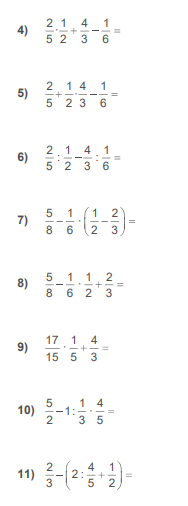 4) 2/5 · 1/2 + 4/3 − 1/6 =
5) 2/5 + 1/2 · 4/3 − 1/6 =
6) 2/5 : 1/2 − 4/3 : 1/6 =
7) 5/8 − 1/6 · (1/2 − 2/3) =
8) 5/8 − 1/6 · 1/2 + 2/3 =
9) 17/15 · 1/5 + 4/3 =
10) 5/2 − 1 : 1/3 · 4/5 =
11) 2/3 − (2 : 4/5 + 1/2) =